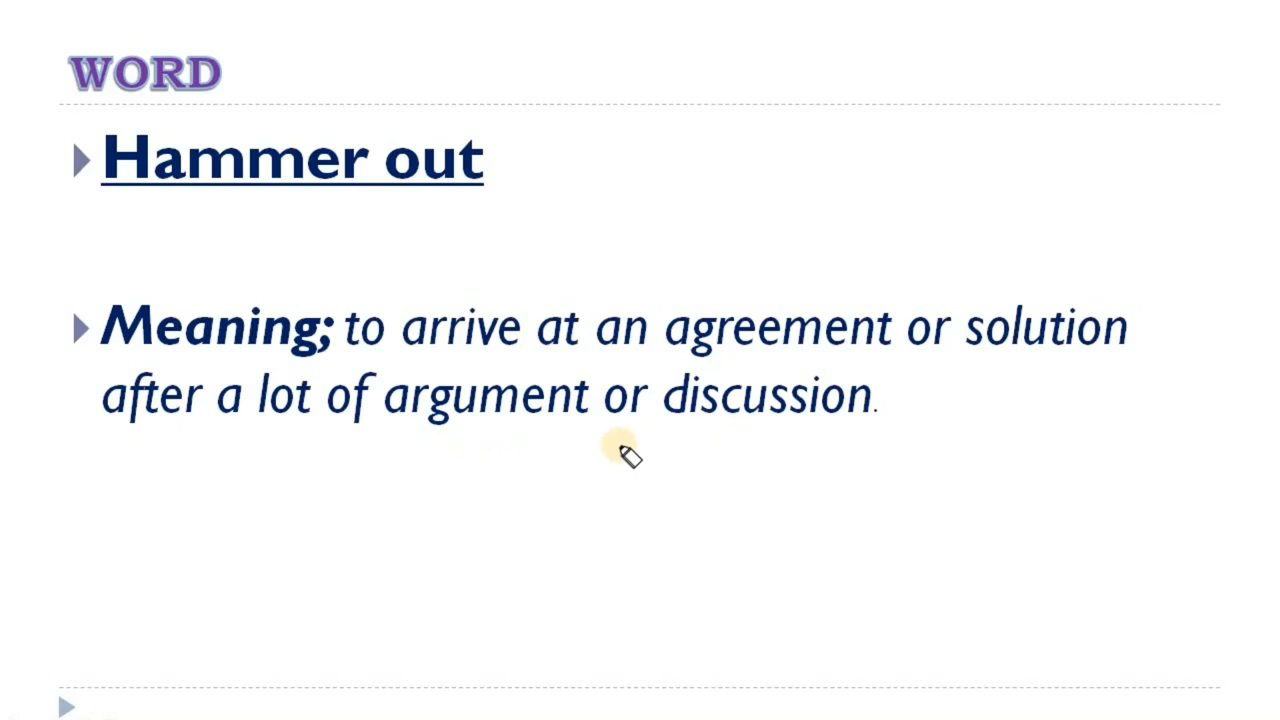 WORD
Hammer out
Meaning; to arrive at an agreement or solution
after a lot of argument or discussion.